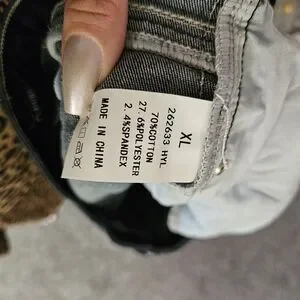 XL
262633 HYL
70%COTTON
27.6%POLYESTER
2.4%SPANDEX
MADE IN CHINA